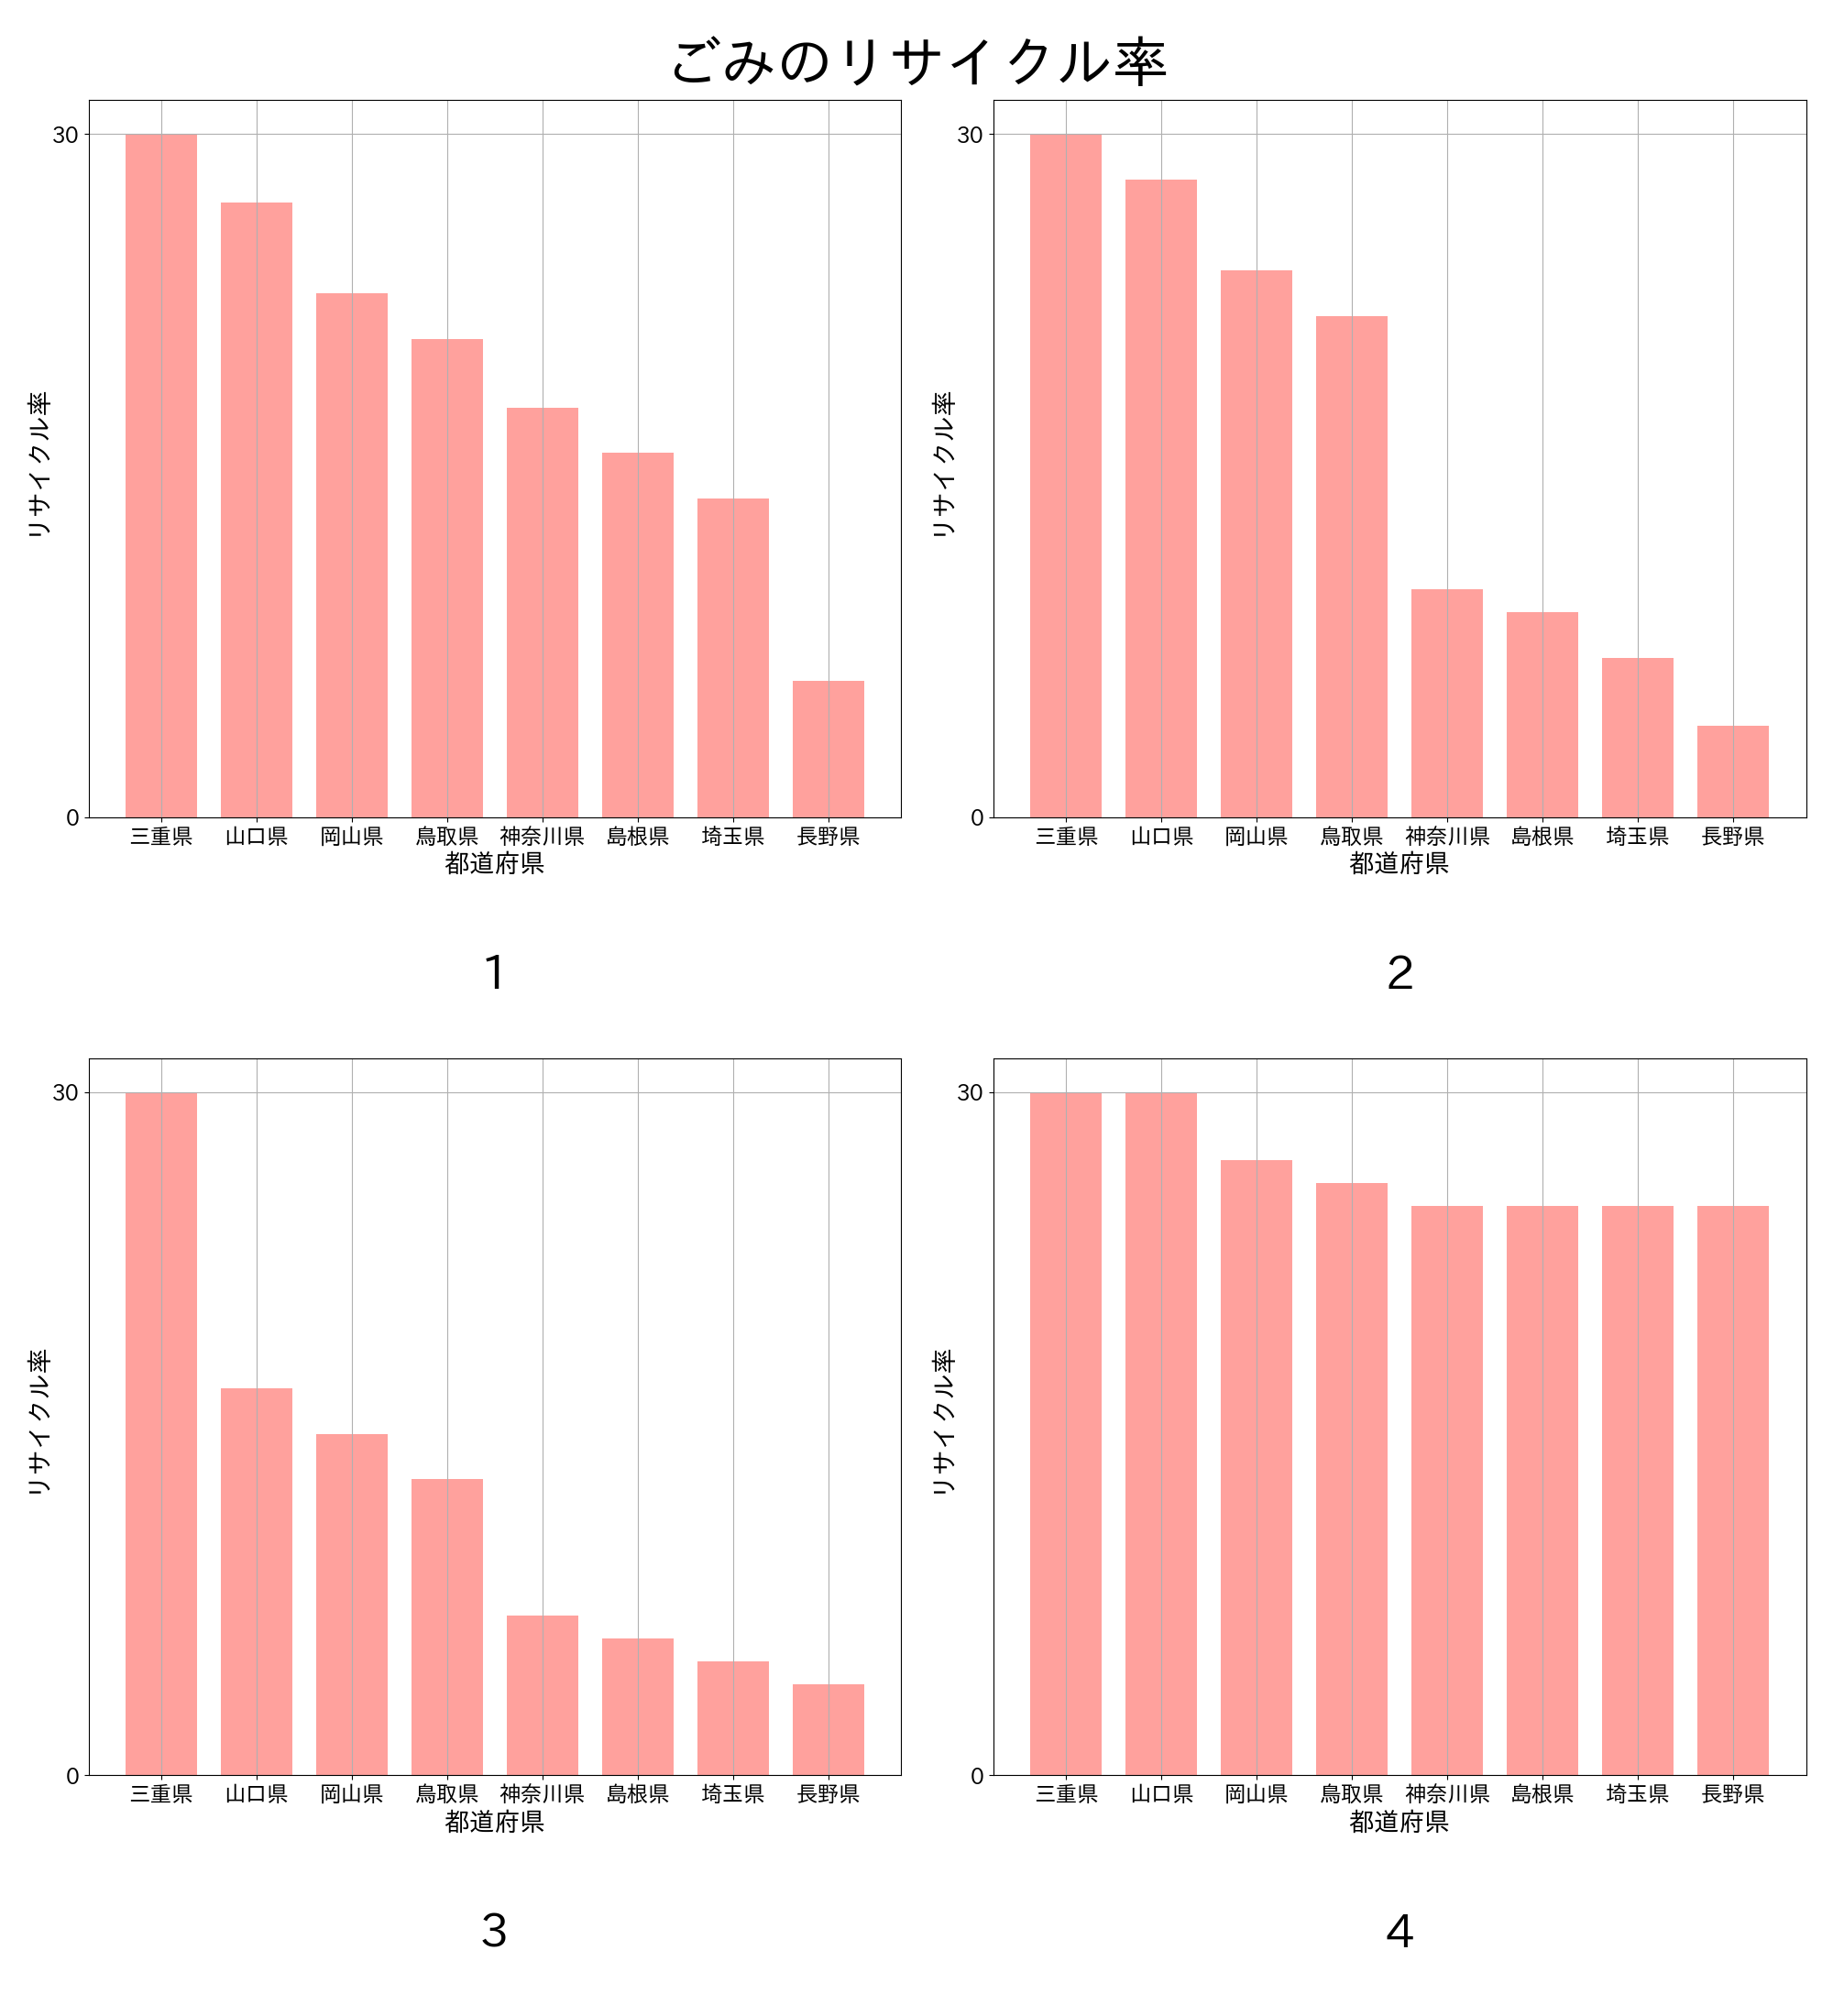 ごみのリサイクル率
30
0
リサイクル率
三重県 山口県 岡山県 鳥取県 神奈川県 島根県 埼玉県 長野県
都道府県
1
30
0
リサイクル率
三重県 山口県 岡山県 鳥取県 神奈川県 島根県 埼玉県 長野県
都道府県
2
30
0
リサイクル率
三重県 山口県 岡山県 鳥取県 神奈川県 島根県 埼玉県 長野県
都道府県
3
30
0
リサイクル率
三重県 山口県 岡山県 鳥取県 神奈川県 島根県 埼玉県 長野県
都道府県
4